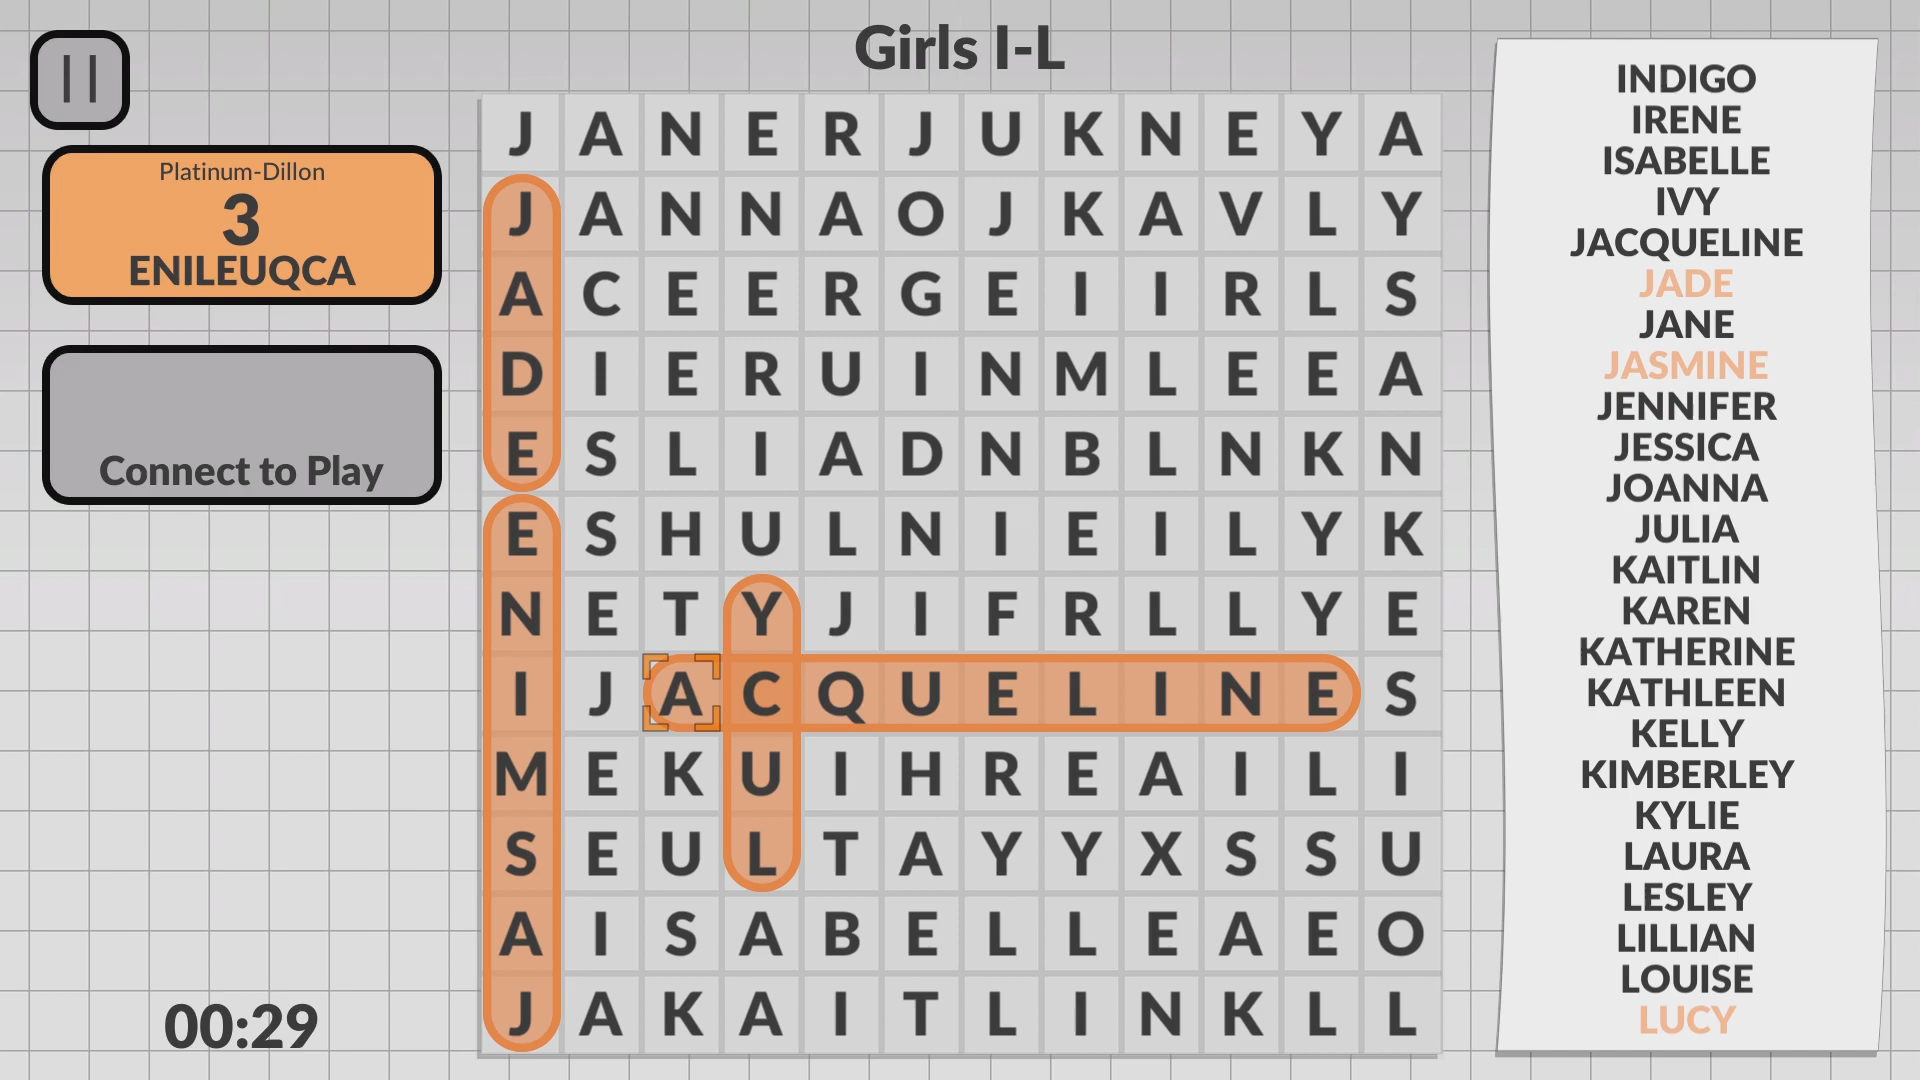 Girls I-L
Platinum-Dillon
3
ENILEUQCA
Connect to Play
00:29
J A N E R J U K N E Y A
J A N N A O J K A V L Y
A C E E R G E I I R L S
D I E R U I N M L E E A
E S L I A D N B L N K N
E S H U L N I E I L Y K
N E T Y J I F R L L Y E
I J A C Q U E L I N E S
M E K U I H R E A I L I
S E U L T A Y Y X S S U
A I S A B E L L E A E O
J A K A I T L I N K L L
INDIGO
IRENE
ISABELLE
IVY
JACQUELINE
JADE
JANE
JASMINE
JENNIFER
JESSICA
JOANNA
JULIA
KAITLIN
KAREN
KATHERINE
KATHLEEN
KELLY
KIMBERLEY
KYLIE
LAURA
LESLEY
LILLIAN
LOUISE
LUCY